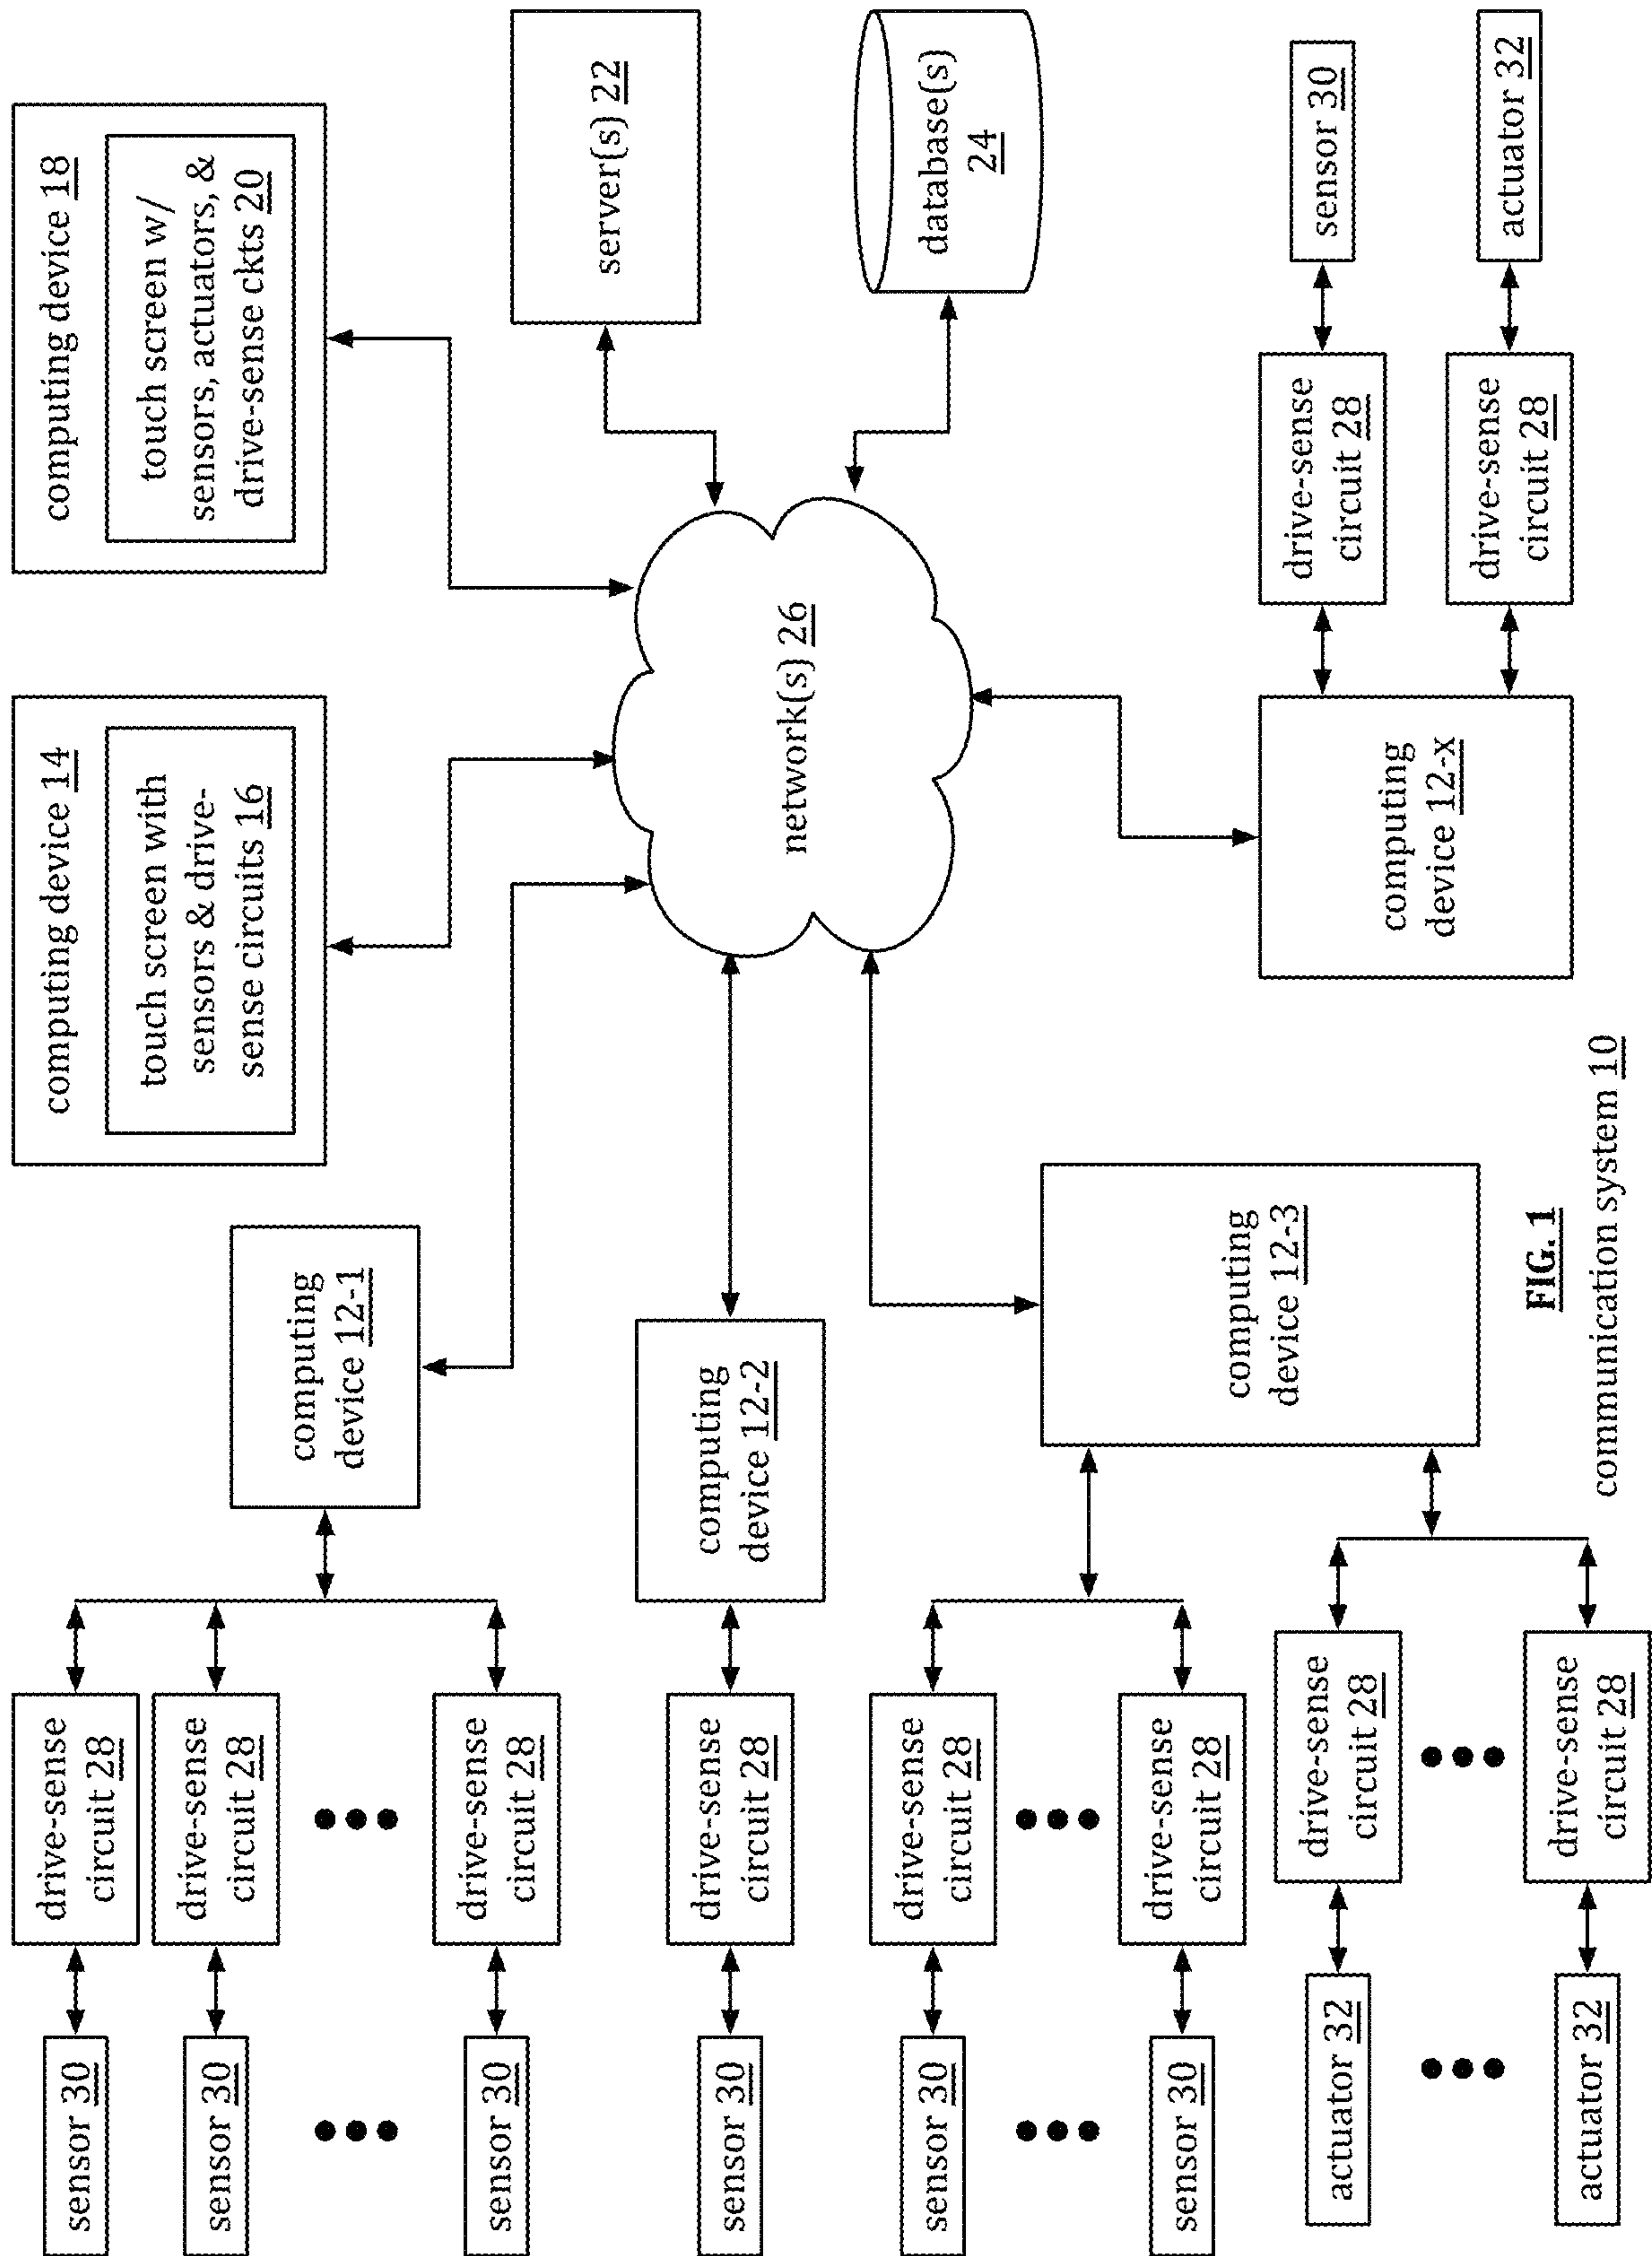 sensor 30
drive-sense
circuit 28
sensor 30
drive-sense
circuit 28
sensor 30
drive-sense
circuit 28
computing
device 12-1
computing device 14
touch screen with
sensors & drive-
sense circuits 16
computing device 18
touch screen w/
sensors, actuators, &
drive-sense ckts 20
server(s) 22
sensor 30
drive-sense
circuit 28
computing
device 12-2
network(s) 26
database(s)
24
sensor 30
drive-sense
circuit 28
sensor 30
drive-sense
circuit 28
computing
device 12-3
actuator 32
drive-sense
circuit 28
actuator 32
drive-sense
circuit 28
computing
device 12-x
drive-sense
circuit 28
sensor 30
drive-sense
circuit 28
actuator 32
FIG. 1
communication system 10